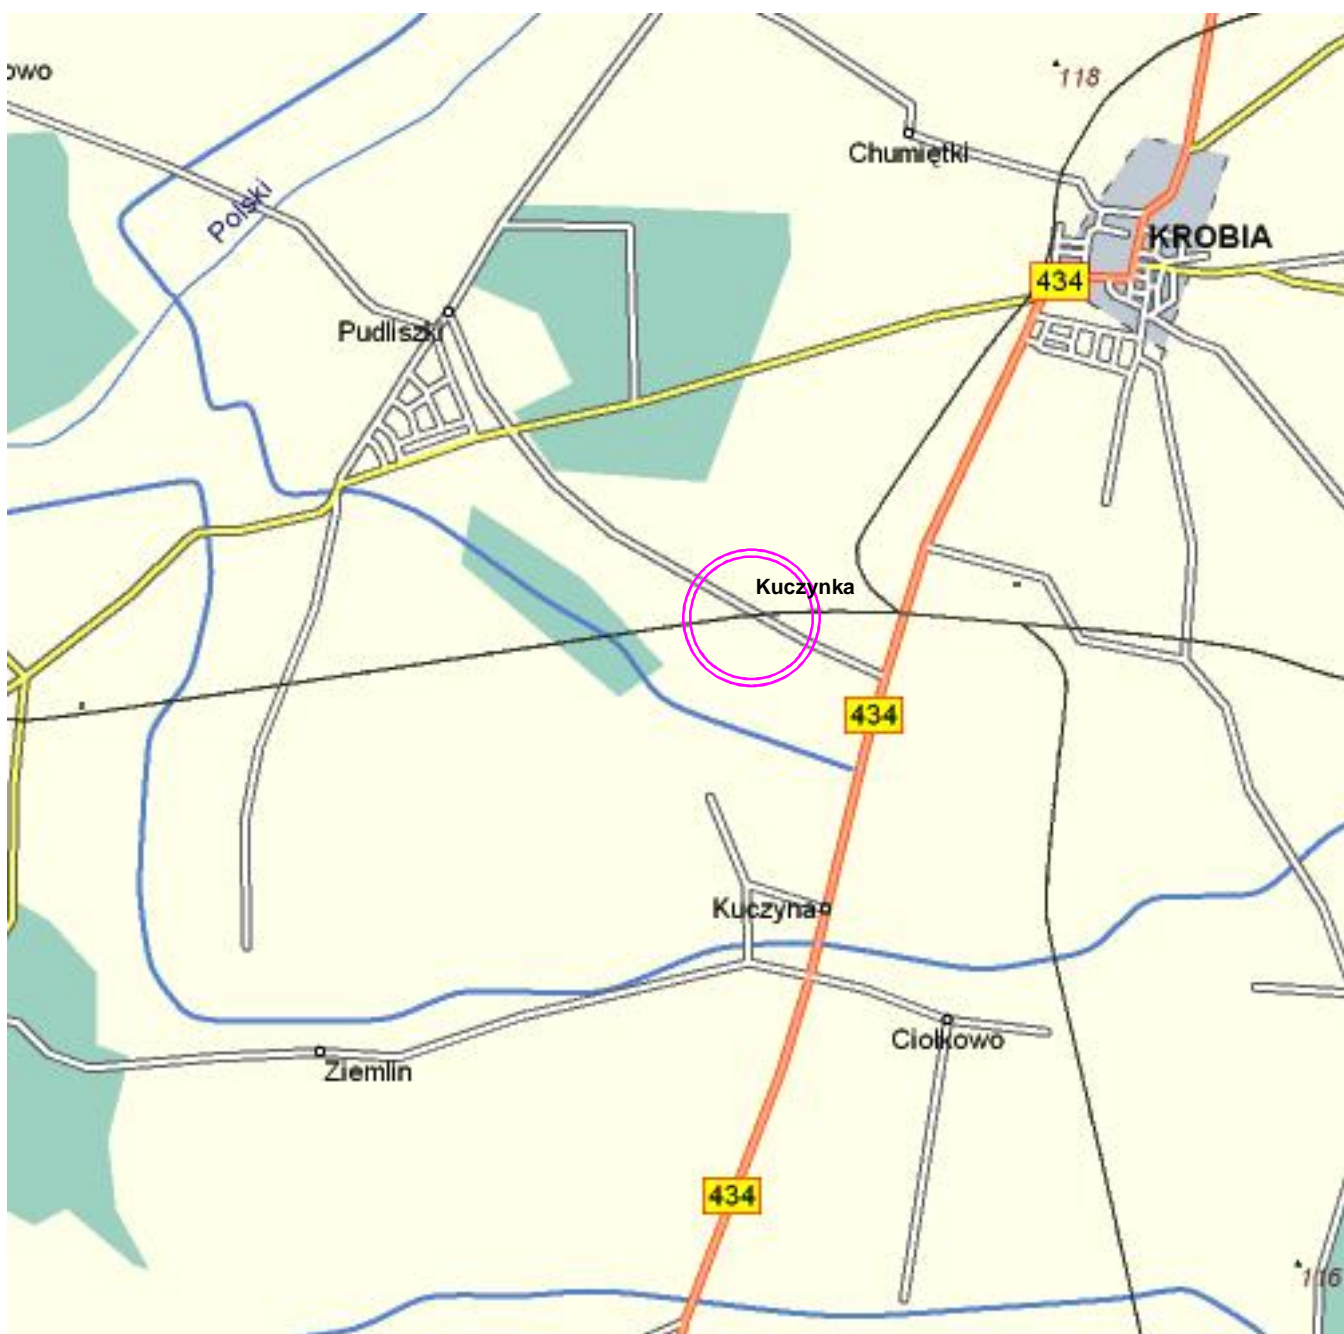 owo
118
Chumiętki
Polski
KROBIA
434
Pudliszki
Kuczynka
434
Kuczyna
Ciołkowo
Ziemlin
434
116